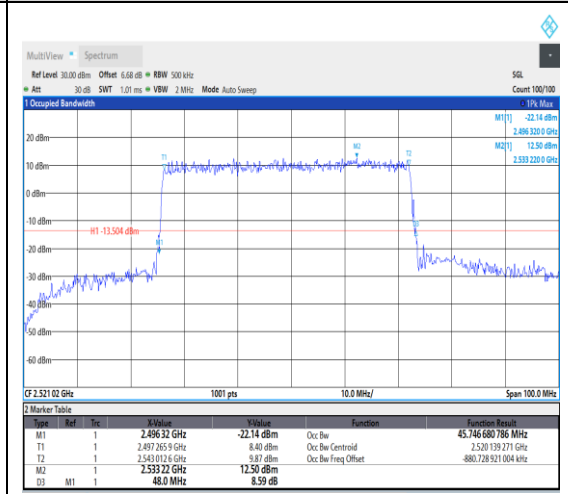 MultiView Spectrum
Ref Level 30.00 dBm Offset 6.68 dB RBW 500 kHz SGL
Att 30 dB SWT 1.01 ms VBW 2 MHz Mode Auto Sweep Count 100/100
1 Occupied Bandwidth 1Pk Max
M1[1] -22.14 dBm
2.496 320 0 GHz
M2[1] 12.50 dBm
2.533 220 0 GHz
20 dBm
M2
T1
T2
10 dBm
0 dBm
-10 dBm
H1 -13.504 dBm
D3
M1
-20 dBm
-30 dBm
-40 dBm
-50 dBm
-60 dBm
CF 2.521 02 GHz 1001 pts 10.0 MHz/ Span 100.0 MHz
2 Marker Table
Type Ref Trc X-Value Y-Value Function Function Result
M1 1 2.496 32 GHz -22.14 dBm Occ Bw 45.746 680 786 MHz
T1 1 2.497 265 9 GHz 8.40 dBm Occ Bw Centroid 2.520 139 271 GHz
T2 1 2.543 012 6 GHz 9.87 dBm Occ Bw Freq Offset -880.728 921 004 kHz
M2 1 2.533 22 GHz 12.50 dBm
D3 M1 1 48.0 MHz 8.59 dB